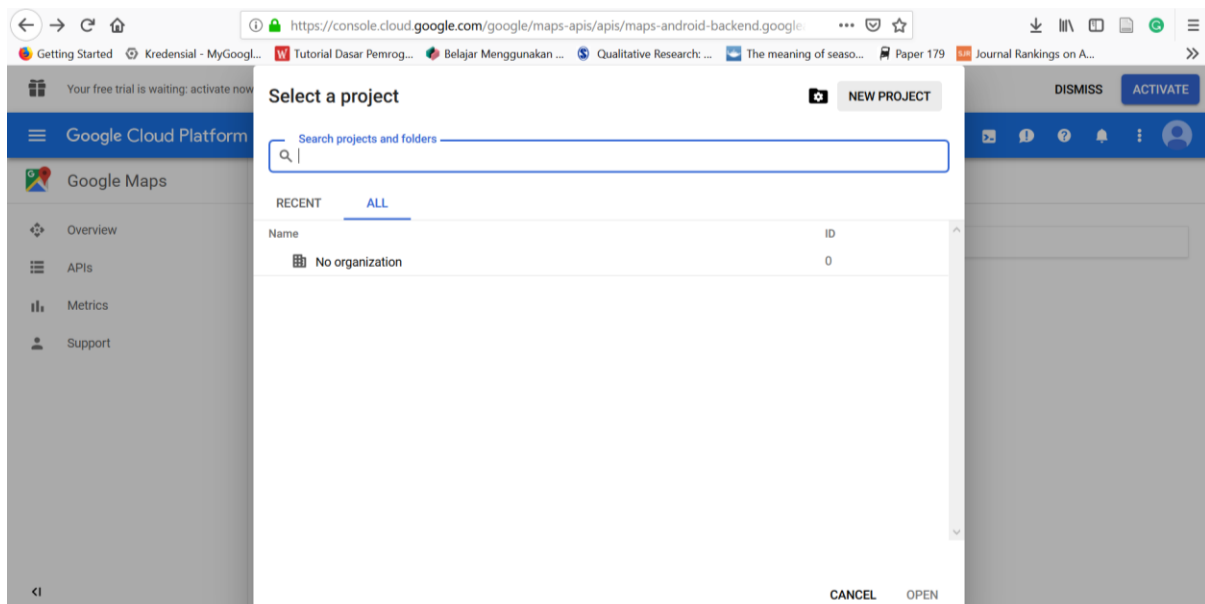 https://console.cloud.google.com/google/maps-apis/apis/maps-android-backend.google
Getting Started Kredensial - MyGoogl... Tutorial Dasar Pemrog... Belajar Menggunakan ... Qualitative Research: ... The meaning of seaso... Paper 179 Journal Rankings on A...
Your free trial is waiting: activate now
DISMISS ACTIVATE
Select a project
NEW PROJECT
Google Cloud Platform
Search projects and folders
Google Maps
RECENT ALL
Overview
Name ID
No organization 0
APIs
Metrics
Support
CANCEL OPEN